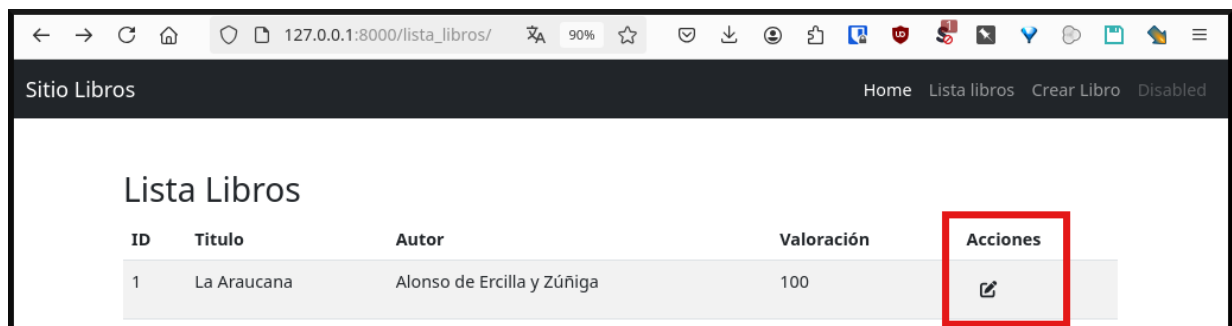 127.0.0.1:8000/lista_libros/ 90% 1
Sitio Libros Home Lista libros Crear Libro Disabled
Lista Libros
ID Titulo Autor Valoración Acciones
1 La Araucana Alonso de Ercilla y Zúñiga 100